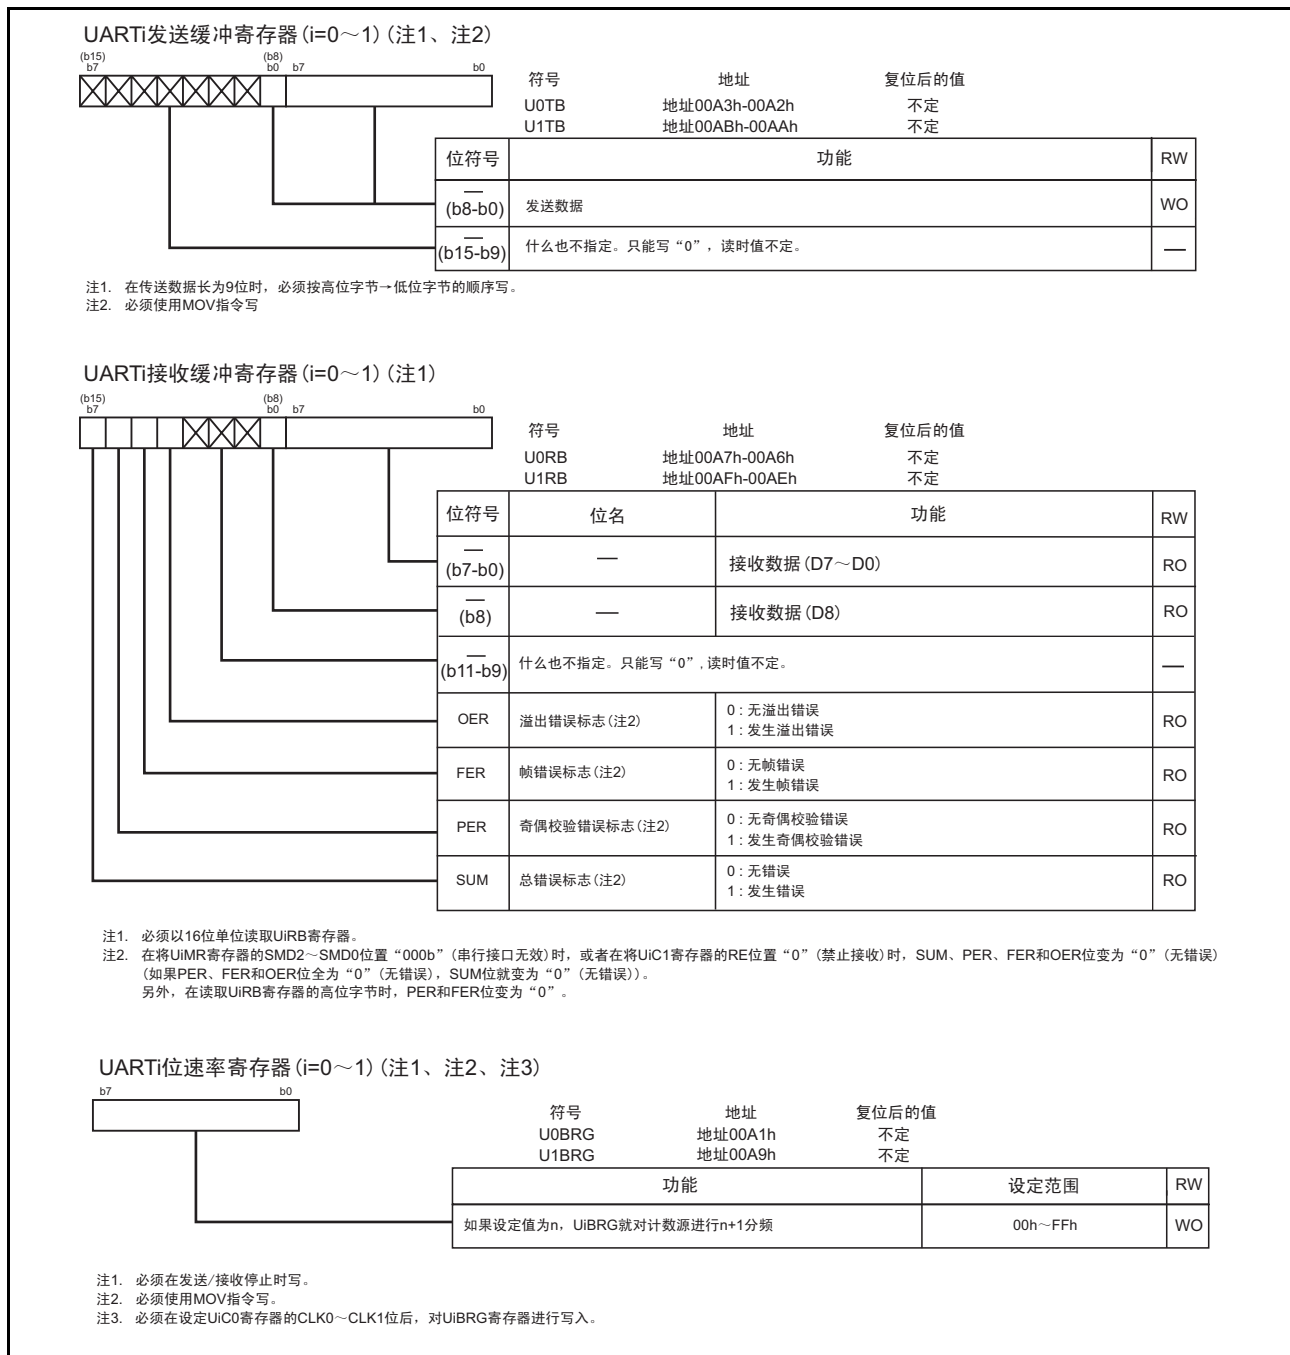 UARTi发送缓冲寄存器(i=0～1)(注1、注2)
(b15) (b8)
b7 b0 b7 b0
符号 地址 复位后的值
U0TB 地址00A3h-00A2h 不定
U1TB 地址00ABh-00AAh 不定
位符号 功能 RW
—
(b8-b0) 发送数据 WO
—
(b15-b9) 什么也不指定。只能写“0”，读时值不定。 —
注1. 在传送数据长为9位时，必须按高位字节→低位字节的顺序写。
注2. 必须使用MOV指令写
UARTi接收缓冲寄存器(i=0～1)(注1)
(b15) (b8)
b7 b0 b7 b0
符号 地址 复位后的值
U0RB 地址00A7h-00A6h 不定
U1RB 地址00AFh-00AEh 不定
位符号 位名 功能 RW
—
(b7-b0) — 接收数据(D7～D0) RO
—
(b8) — 接收数据(D8) RO
—
(b11-b9) 什么也不指定。只能写“0”,读时值不定。 —
OER 溢出错误标志(注2) 0 : 无溢出错误 RO
1 : 发生溢出错误
FER 帧错误标志(注2) 0 : 无帧错误 RO
1 : 发生帧错误
PER 奇偶校验错误标志(注2) 0 : 无奇偶校验错误 RO
1 : 发生奇偶校验错误
SUM 总错误标志(注2) 0 : 无错误 RO
1 : 发生错误
注1. 必须以16位单位读取UiRB寄存器。
注2. 在将UiMR寄存器的SMD2～SMD0位置“000b”(串行接口无效)时，或者在将UiC1寄存器的RE位置“0”(禁止接收)时，SUM、PER、FER和OER位变为“0”(无错误)
(如果PER、FER和OER位全为“0”(无错误)，SUM位就变为“0”(无错误))。
另外，在读取UiRB寄存器的高位字节时，PER和FER位变为“0”。
UARTi位速率寄存器(i=0～1)(注1、注2、注3)
b7 b0
符号 地址 复位后的值
U0BRG 地址00A1h 不定
U1BRG 地址00A9h 不定
功能 设定范围 RW
如果设定值为n，UiBRG就对计数源进行n+1分频 00h～FFh WO
注1. 必须在发送/接收停止时写。
注2. 必须使用MOV指令写。
注3. 必须在设定UiC0寄存器的CLK0～CLK1位后，对UiBRG寄存器进行写入。